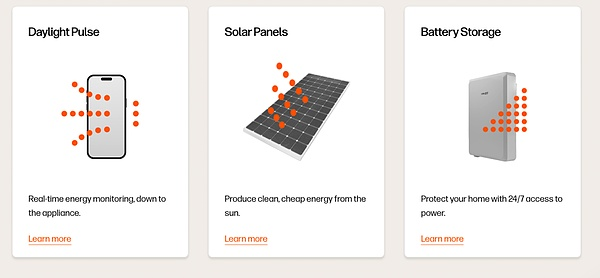 Daylight Pulse
Real-time energy monitoring, down to
the appliance.
Learn more
Solar Panels
Produce clean, cheap energy from the
sun.
Learn more
Battery Storage
Protect your home with 24/7 access to
power.
Learn more